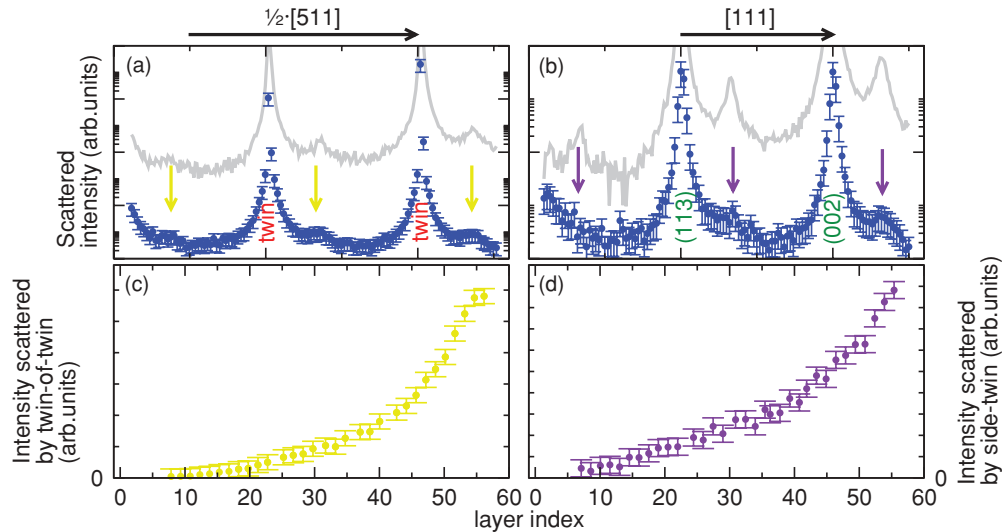 ½·[511]
[111]
(a)
(b)
Scattered
intensity (arb.units)
twin
twin
(113)
(002)
(c)
(d)
Intensity scattered
by twin-of-twin
(arb.units)
Intensity scattered
by side-twin (arb.units)
0
0
0 10 20 30 40 50 60
0 10 20 30 40 50 60
layer index